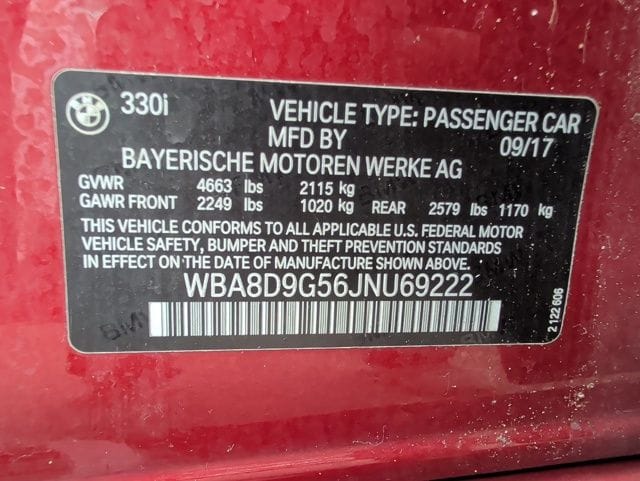 330i VEHICLE TYPE: PASSENGER CAR
MFD BY 09/17
BAYERISCHE MOTOREN WERKE AG
GVWR 4663 lbs 2115 kg
GAWR FRONT 2249 lbs 1020 kg REAR 2579 lbs 1170 kg
THIS VEHICLE CONFORMS TO ALL APPLICABLE U.S. FEDERAL MOTOR
VEHICLE SAFETY, BUMPER AND THEFT PREVENTION STANDARDS
IN EFFECT ON THE DATE OF MANUFACTURE SHOWN ABOVE.
WBA8D9G56JNU69222
2 122 606